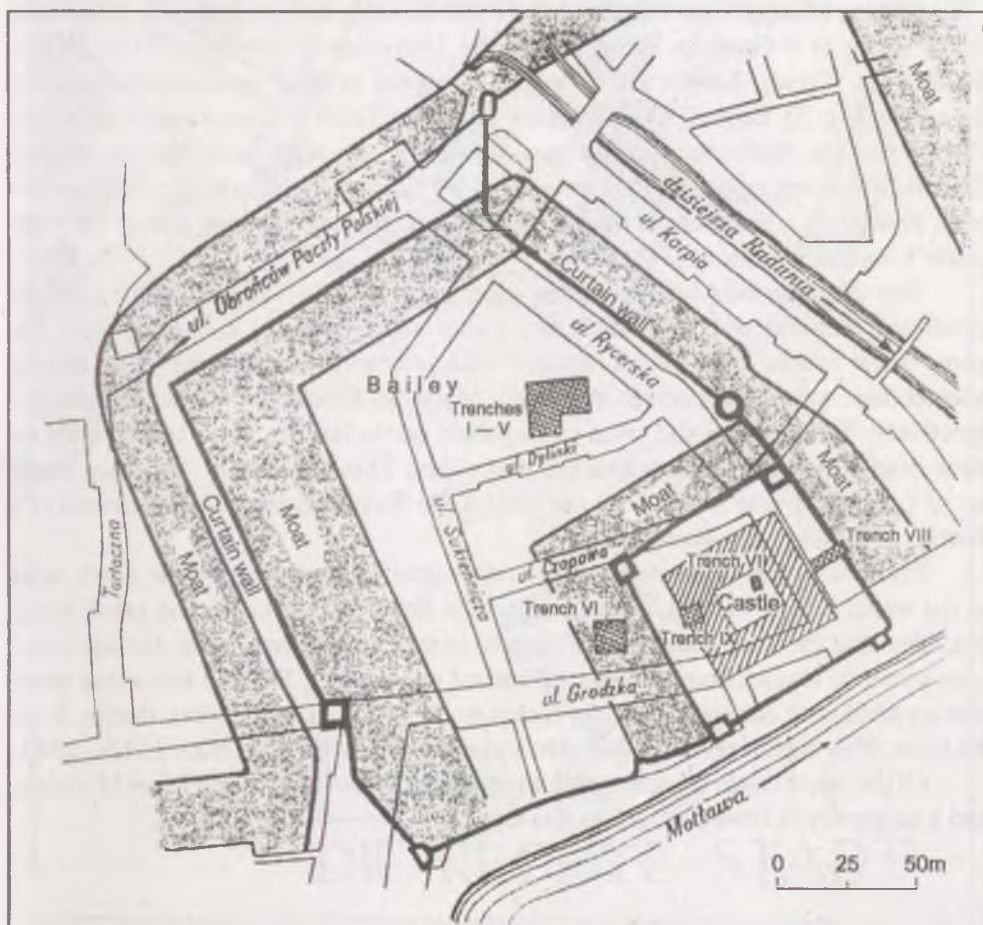 Moat
dzisiejsza Radunia
ul. Karpia
ul. Obrońców Poczty Polskiej
Curtain wall
ul. Rycerska
Bailey
Trenches
I–V
ul. Dylinki
Moat
Moat
ul. Czopowa
Trench VIII
Trench VII
B
Castle
Trench VI
Trench IX
Tartaczna
Moat
Curtain wall
Moat
ul. Sukiennicza
ul. Grodzka
Motława
0 25 50m